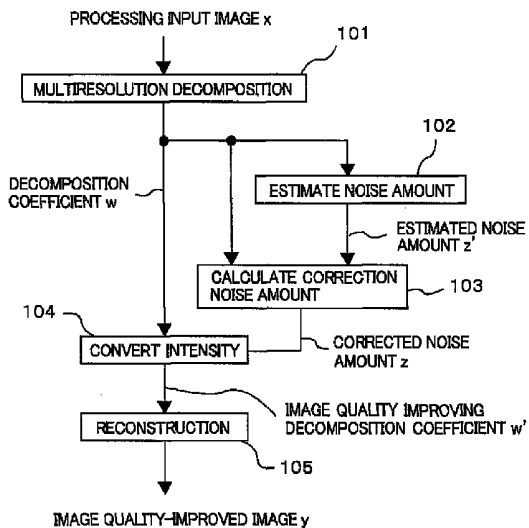 PROCESSING INPUT IMAGE x
101
MULTIRESOLUTION DECOMPOSITION
102
DECOMPOSITION
COEFFICIENT w
ESTIMATE NOISE AMOUNT
ESTIMATED NOISE
AMOUNT z'
CALCULATE CORRECTION
NOISE AMOUNT
103
104
CONVERT INTENSITY
CORRECTED NOISE
AMOUNT z
IMAGE QUALITY IMPROVING
DECOMPOSITION COEFFICIENT w'
RECONSTRUCTION
105
IMAGE QUALITY-IMPROVED IMAGE y